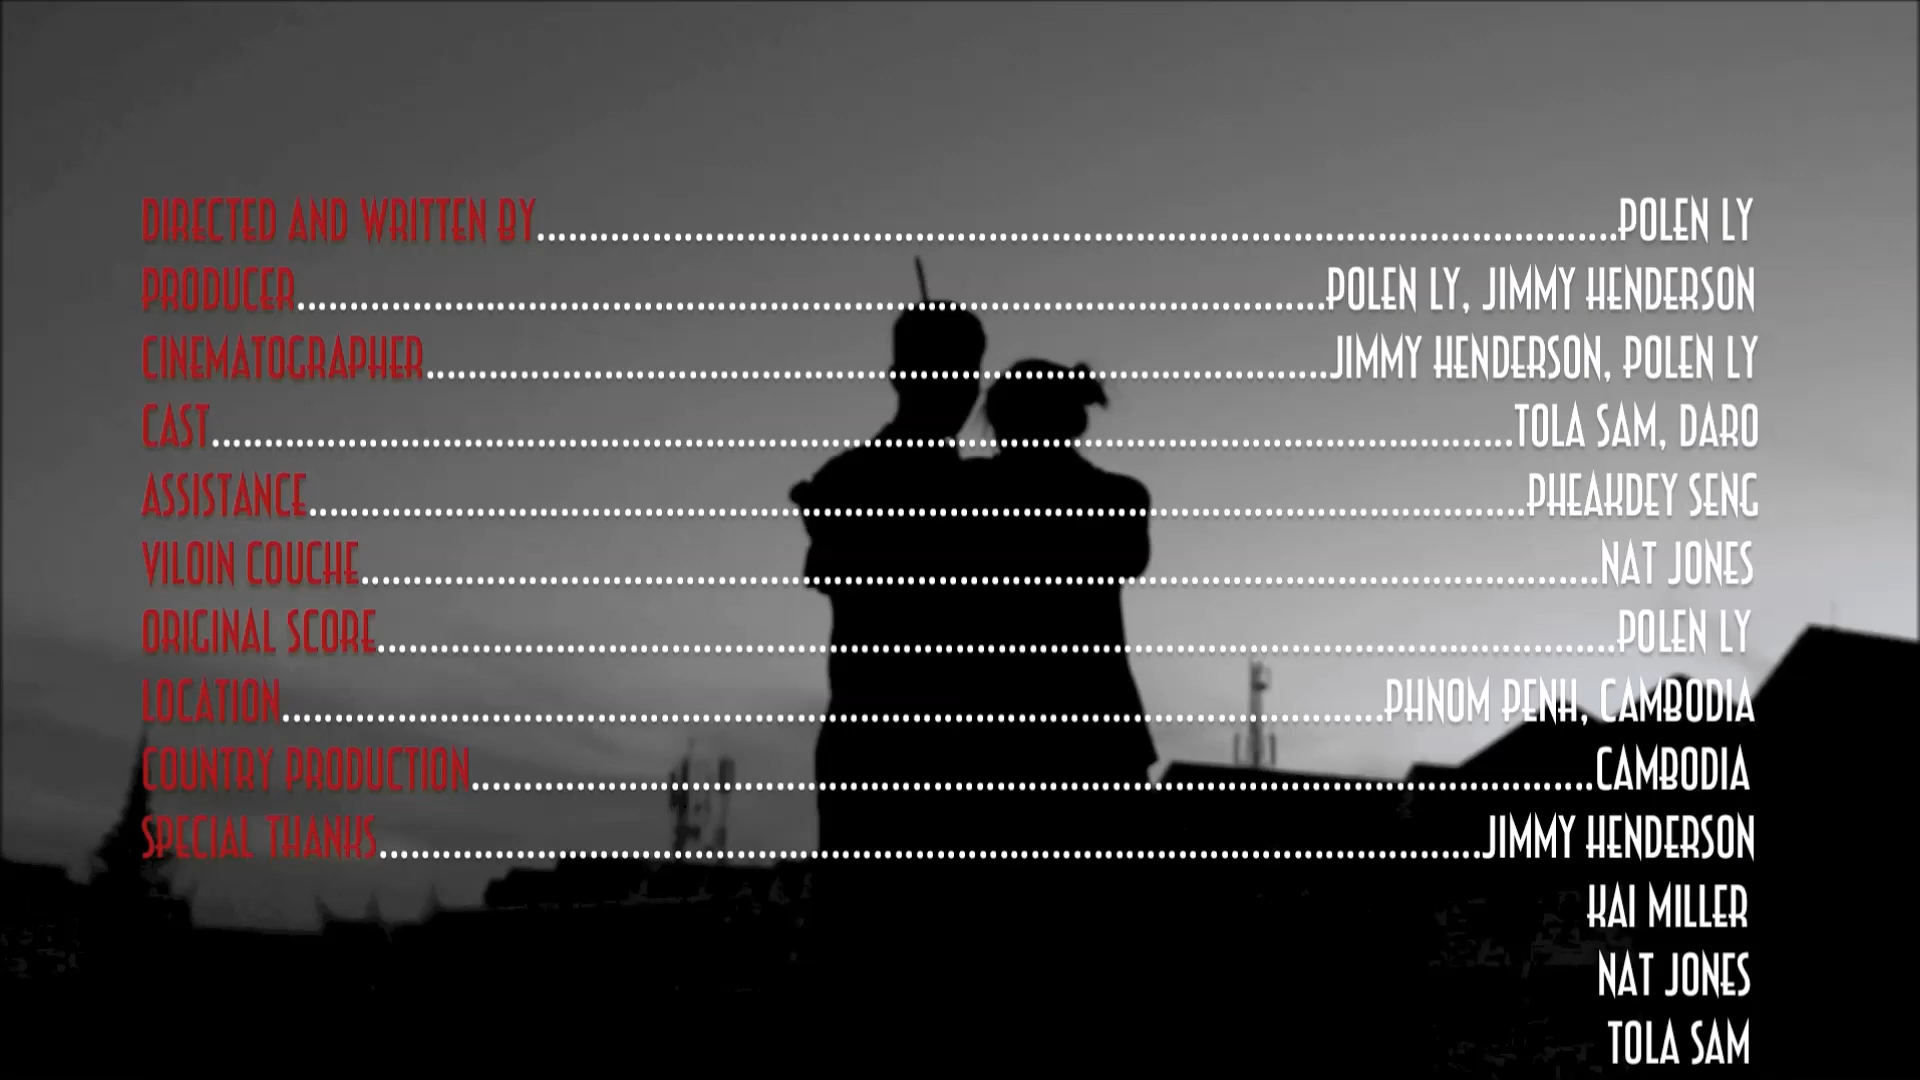 DIRECTED AND WRITTEN BY....................POLEN LY
PRODUCER....................POLEN LY, JIMMY HENDERSON
CINEMATOGRAPHER....................JIMMY HENDERSON, POLEN LY
CAST....................TOLA SAM, DARO
ASSISTANCE....................PHEAKDEY SENG
VILOIN COUCHE....................NAT JONES
ORIGINAL SCORE....................POLEN LY
LOCATION....................PHNOM PENH, CAMBODIA
COUNTRY PRODUCTION....................CAMBODIA
SPECIAL THANKS....................JIMMY HENDERSON
KAI MILLER
NAT JONES
TOLA SAM